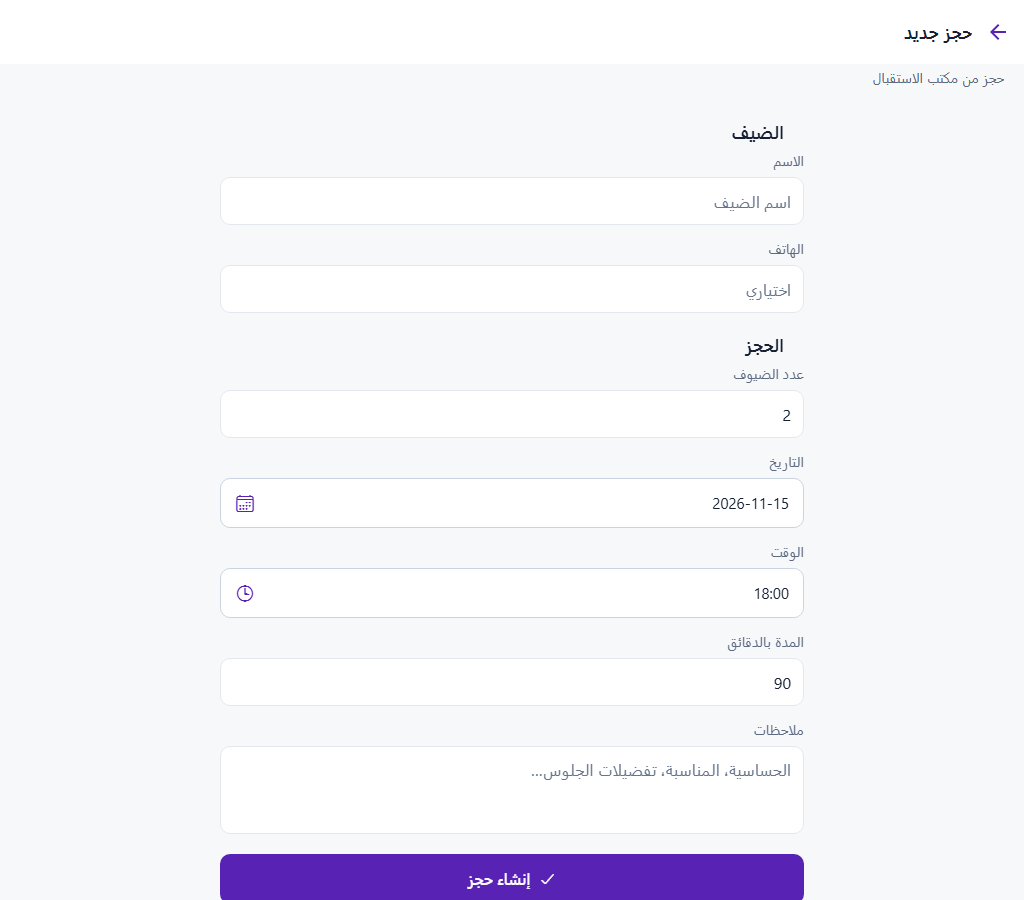 حجز جديد
حجز من مكتب الاستقبال
الضيف
الاسم
اسم الضيف
الهاتف
اختياري
الحجز
عدد الضيوف
2
التاريخ
2026-11-15
الوقت
18:00
المدة بالدقائق
90
ملاحظات
الحساسية، المناسبة، تفضيلات الجلوس...
إنشاء حجز